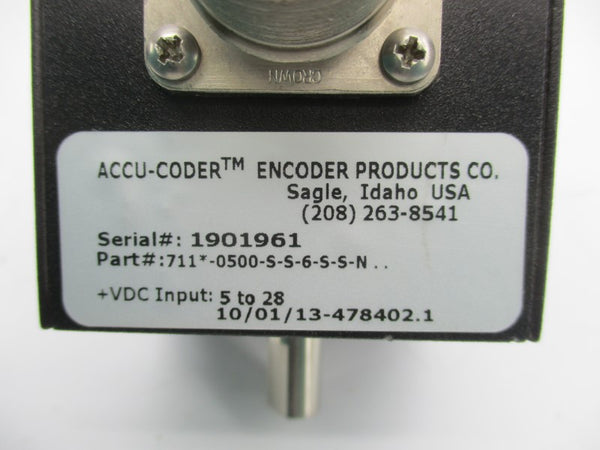 CROWN
ACCU-CODER™ ENCODER PRODUCTS CO.
Sagle, Idaho USA
(208) 263-8541
Serial#: 1901961
Part#:711*-0500-S-S-6-S-S-N ..
+VDC Input: 5 to 28
10/01/13-478402.1